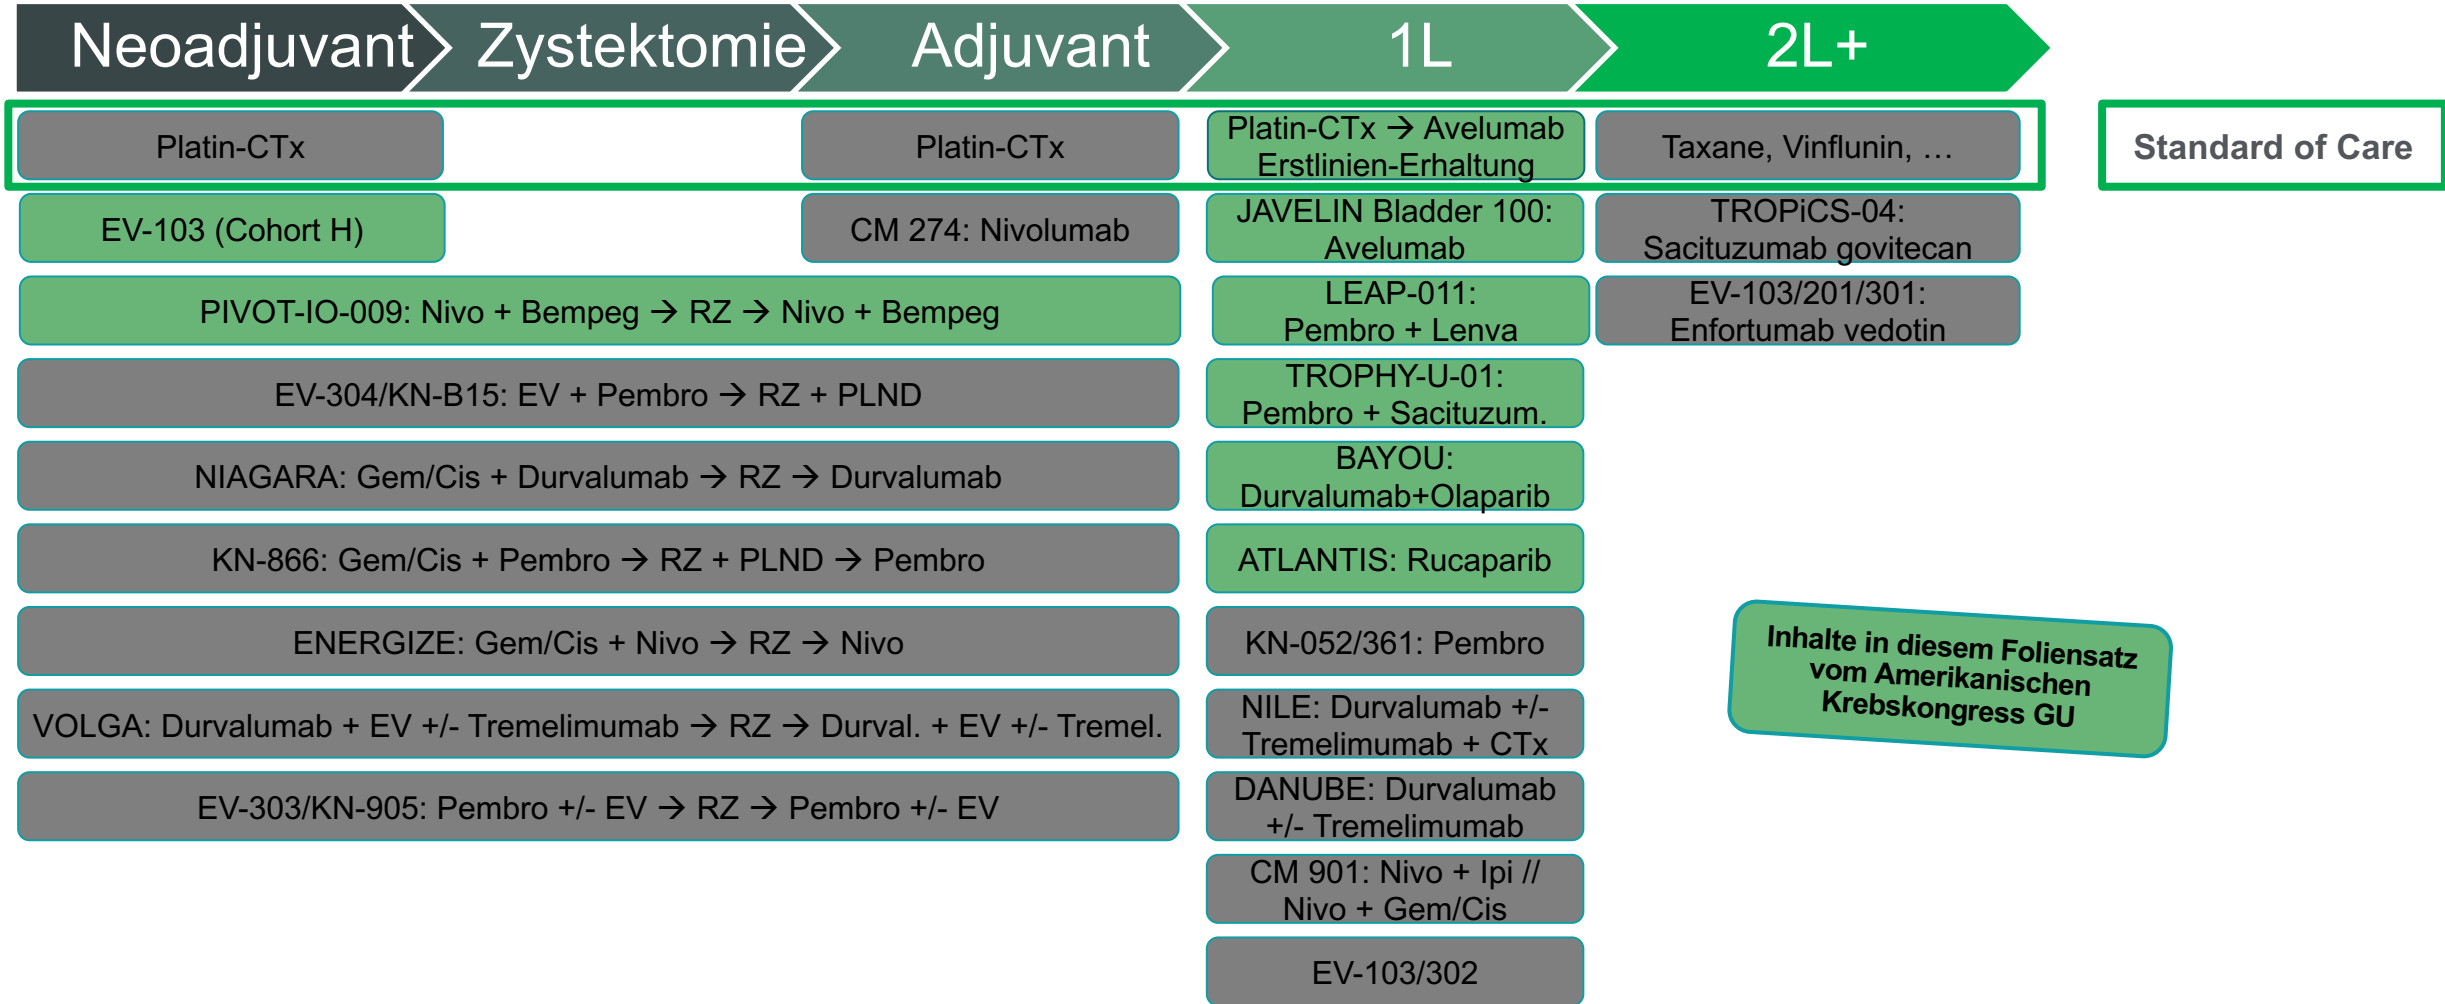 Neoadjuvant
Zystektomie
Adjuvant
1L
2L+
Platin-CTx
Platin-CTx
Platin-CTx → Avelumab
Erstlinien-Erhaltung
Taxane, Vinflunin, …
Standard of Care
EV-103 (Cohort H)
CM 274: Nivolumab
JAVELIN Bladder 100:
Avelumab
TROPiCS-04:
Sacituzumab govitecan
PIVOT-IO-009: Nivo + Bempeg → RZ → Nivo + Bempeg
LEAP-011:
Pembro + Lenva
EV-103/201/301:
Enfortumab vedotin
EV-304/KN-B15: EV + Pembro → RZ + PLND
TROPHY-U-01:
Pembro + Sacituzum.
NIAGARA: Gem/Cis + Durvalumab → RZ → Durvalumab
BAYOU:
Durvalumab+Olaparib
KN-866: Gem/Cis + Pembro → RZ + PLND → Pembro
ATLANTIS: Rucaparib
ENERGIZE: Gem/Cis + Nivo → RZ → Nivo
KN-052/361: Pembro
VOLGA: Durvalumab + EV +/- Tremelimumab → RZ → Durval. + EV +/- Tremel.
NILE: Durvalumab +/-
Tremelimumab + CTx
EV-303/KN-905: Pembro +/- EV → RZ → Pembro +/- EV
DANUBE: Durvalumab
+/- Tremelimumab
CM 901: Nivo + Ipi //
Nivo + Gem/Cis
EV-103/302
Inhalte in diesem Foliensatz
vom Amerikanischen
Krebskongress GU